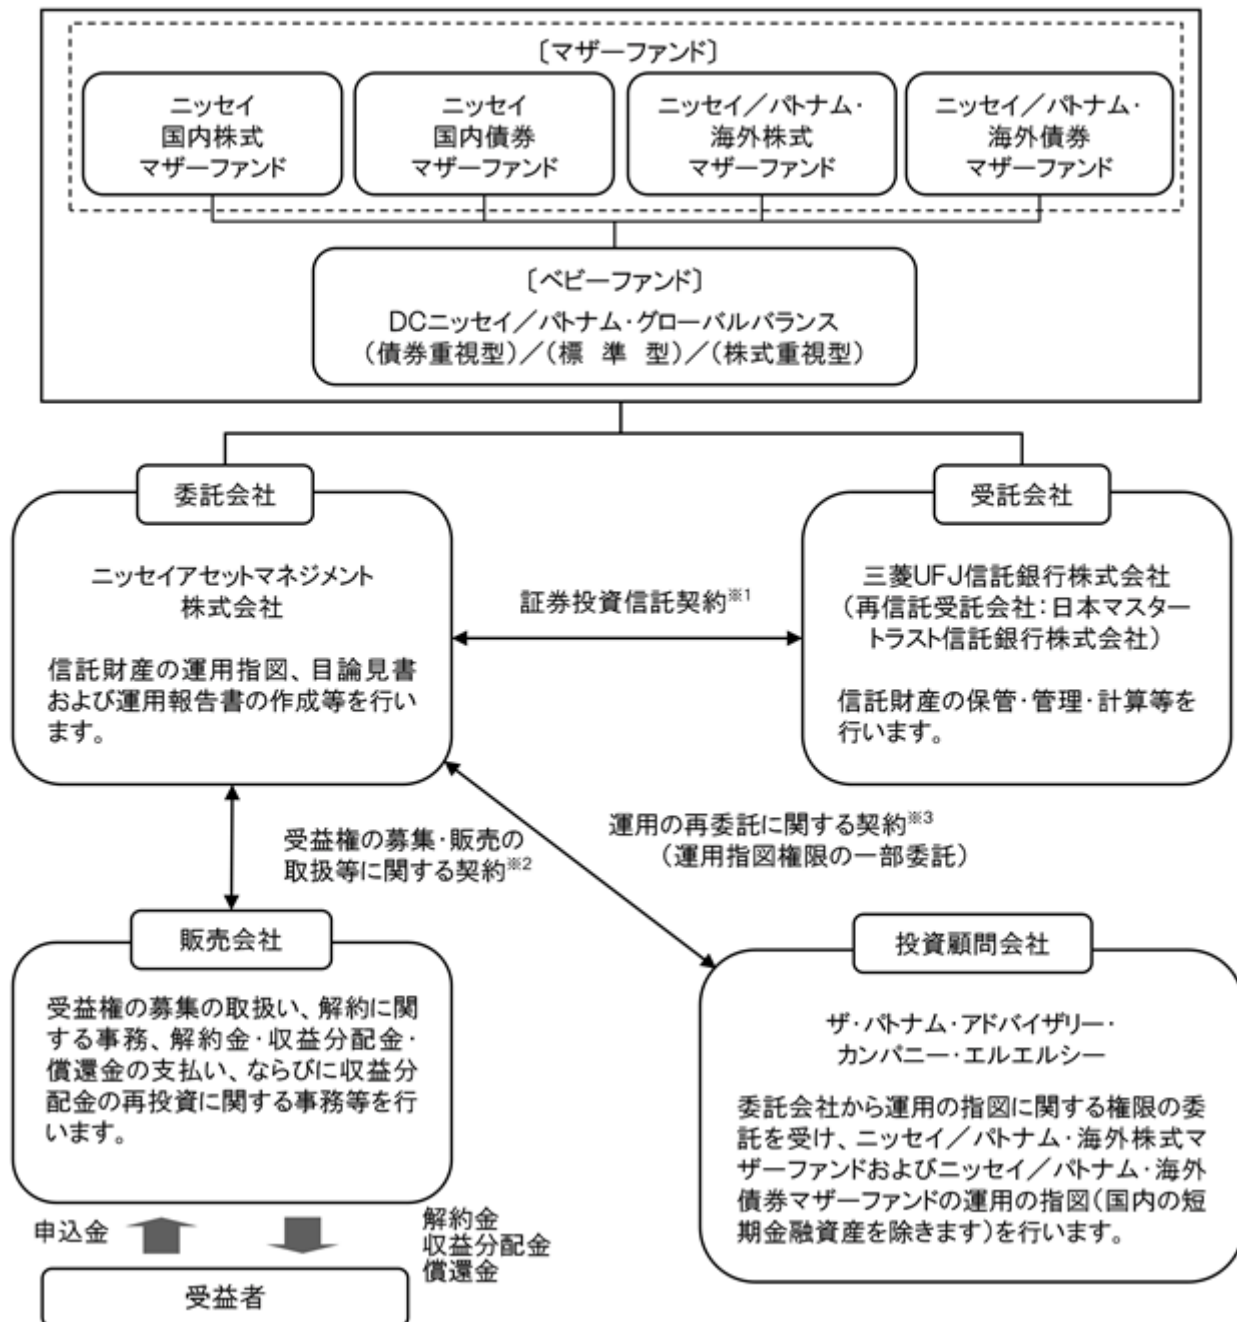 〔マザーファンド〕
ニッセイ
国内株式
マザーファンド
ニッセイ
国内債券
マザーファンド
ニッセイ／パトナム・
海外株式
マザーファンド
ニッセイ／パトナム・
海外債券
マザーファンド
〔ベビーファンド〕
DCニッセイ／パトナム・グローバルバランス
（債券重視型）／（標　準　型）／（株式重視型）
委託会社
ニッセイアセットマネジメント
株式会社
信託財産の運用指図、目論見書
および運用報告書の作成等を行い
ます。
証券投資信託契約※1
受託会社
三菱UFJ信託銀行株式会社
（再信託受託会社：日本マスター
トラスト信託銀行株式会社）
信託財産の保管・管理・計算等を
行います。
受益権の募集・販売の
取扱等に関する契約※2
運用の再委託に関する契約※3
（運用指図権限の一部委託）
販売会社
受益権の募集の取扱い、解約に関
する事務、解約金・収益分配金・
償還金の支払い、ならびに収益分
配金の再投資に関する事務等を行
います。
投資顧問会社
ザ・パトナム・アドバイザリー・
カンパニー・エルエルシー
委託会社から運用の指図に関する権限の委
託を受け、ニッセイ／パトナム・海外株式マ
ザーファンドおよびニッセイ／パトナム・海外
債券マザーファンドの運用の指図（国内の短
期金融資産を除きます）を行います。
申込金
解約金
収益分配金
償還金
受益者